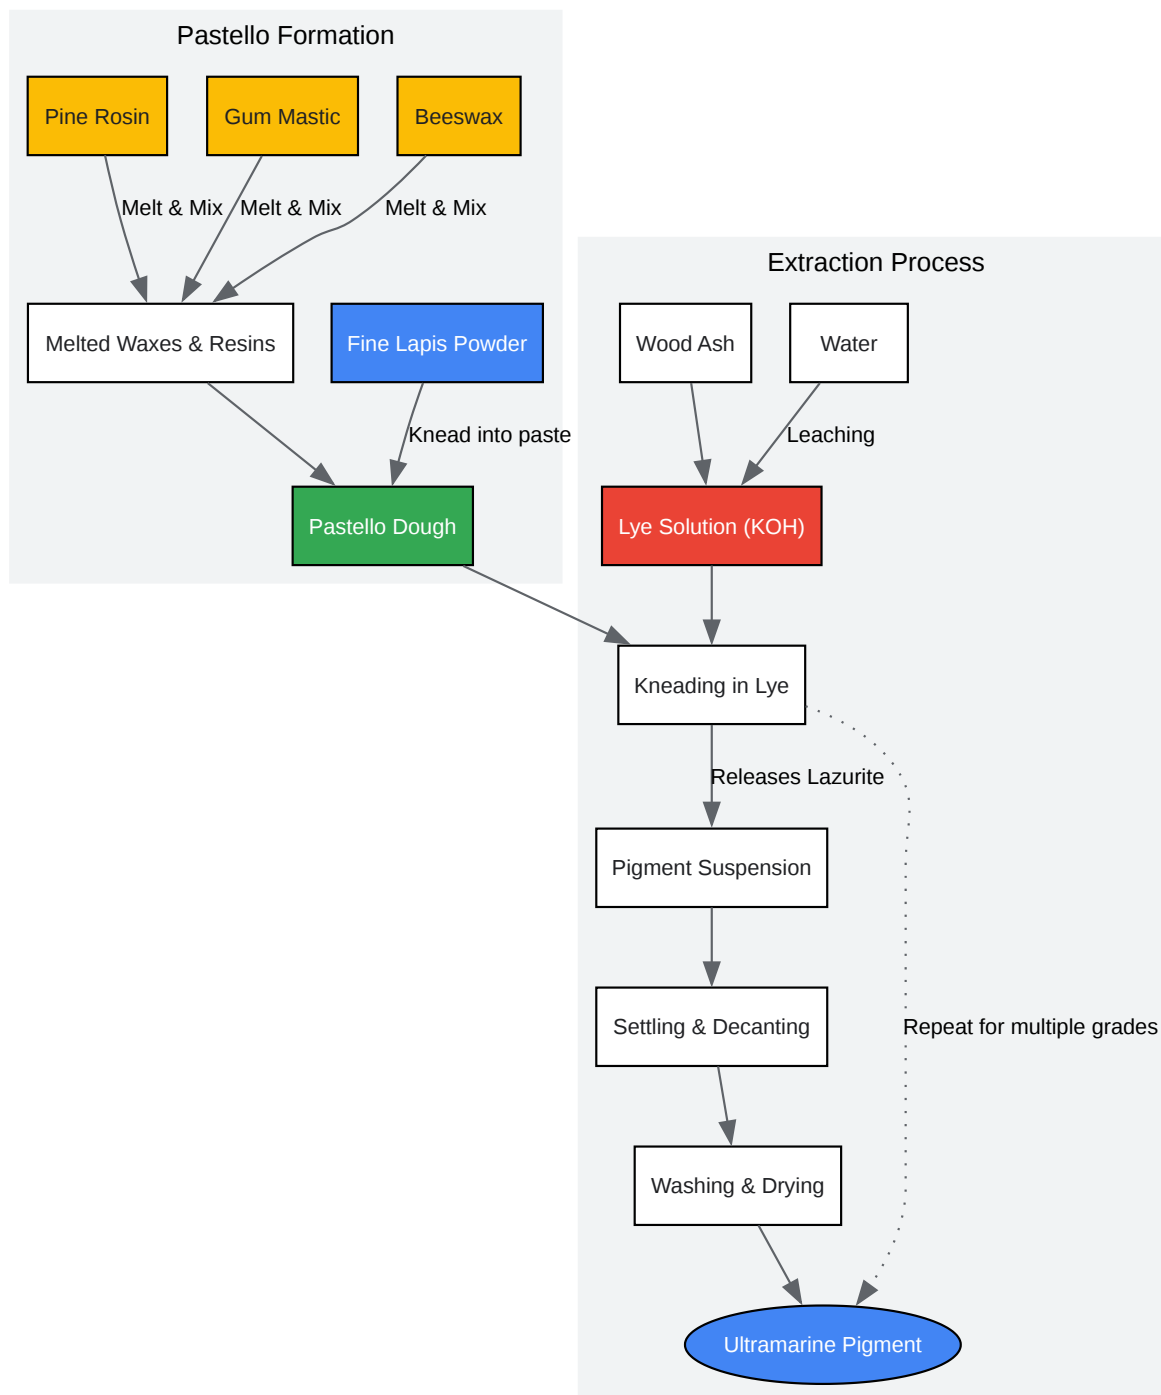 Pastello Formation
Pine Rosin
Gum Mastic
Beeswax
Melt & Mix
Melt & Mix
Melt & Mix
Melted Waxes & Resins
Fine Lapis Powder
Knead into paste
Pastello Dough
Extraction Process
Wood Ash
Water
Leaching
Lye Solution (KOH)
Kneading in Lye
Releases Lazurite
Pigment Suspension
Settling & Decanting
Repeat for multiple grades
Washing & Drying
Ultramarine Pigment